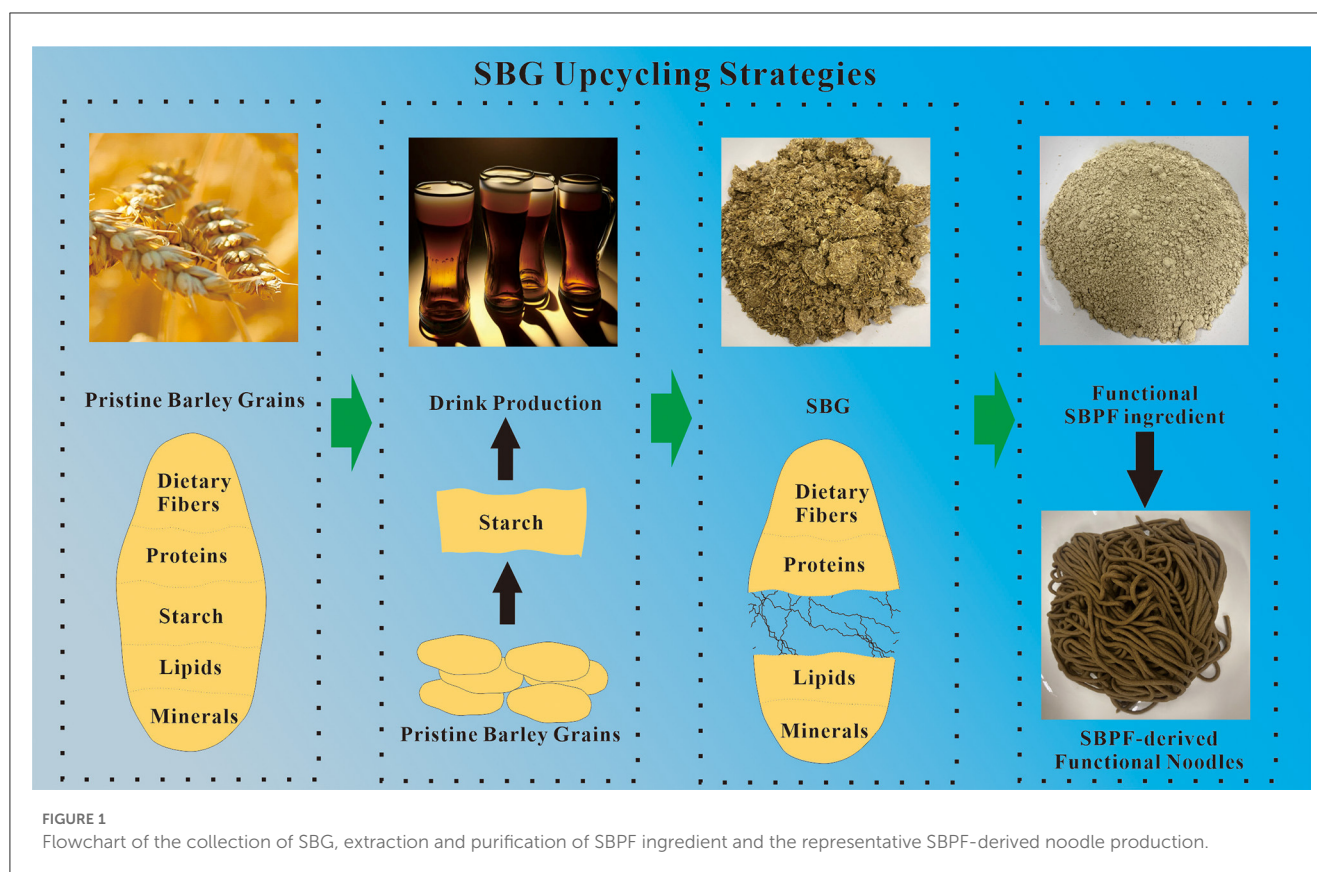 SBG Upcycling Strategies
Pristine Barley Grains
Dietary
Fibers
Proteins
Starch
Lipids
Minerals
Drink Production
Starch
Pristine Barley Grains
SBG
Dietary
Fibers
Proteins
Lipids
Minerals
Functional
SBPF ingredient
SBPF-derived
Functional Noodles
FIGURE 1
Flowchart of the collection of SBG, extraction and purification of SBPF ingredient and the representative SBPF-derived noodle production.